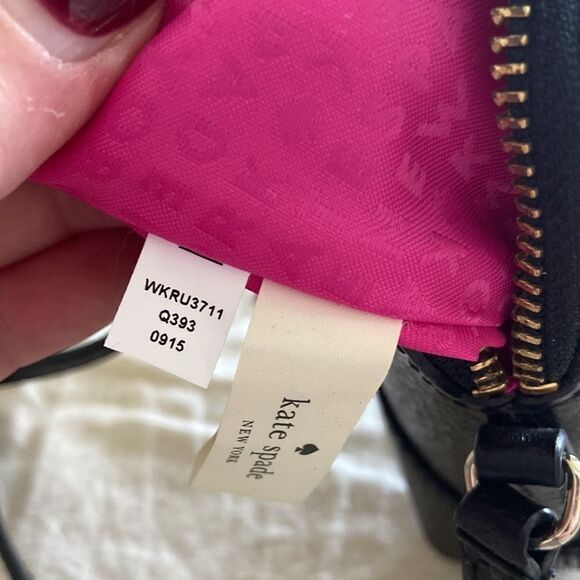 WKRU3711
Q393
0915
kate spade
NEW YORK